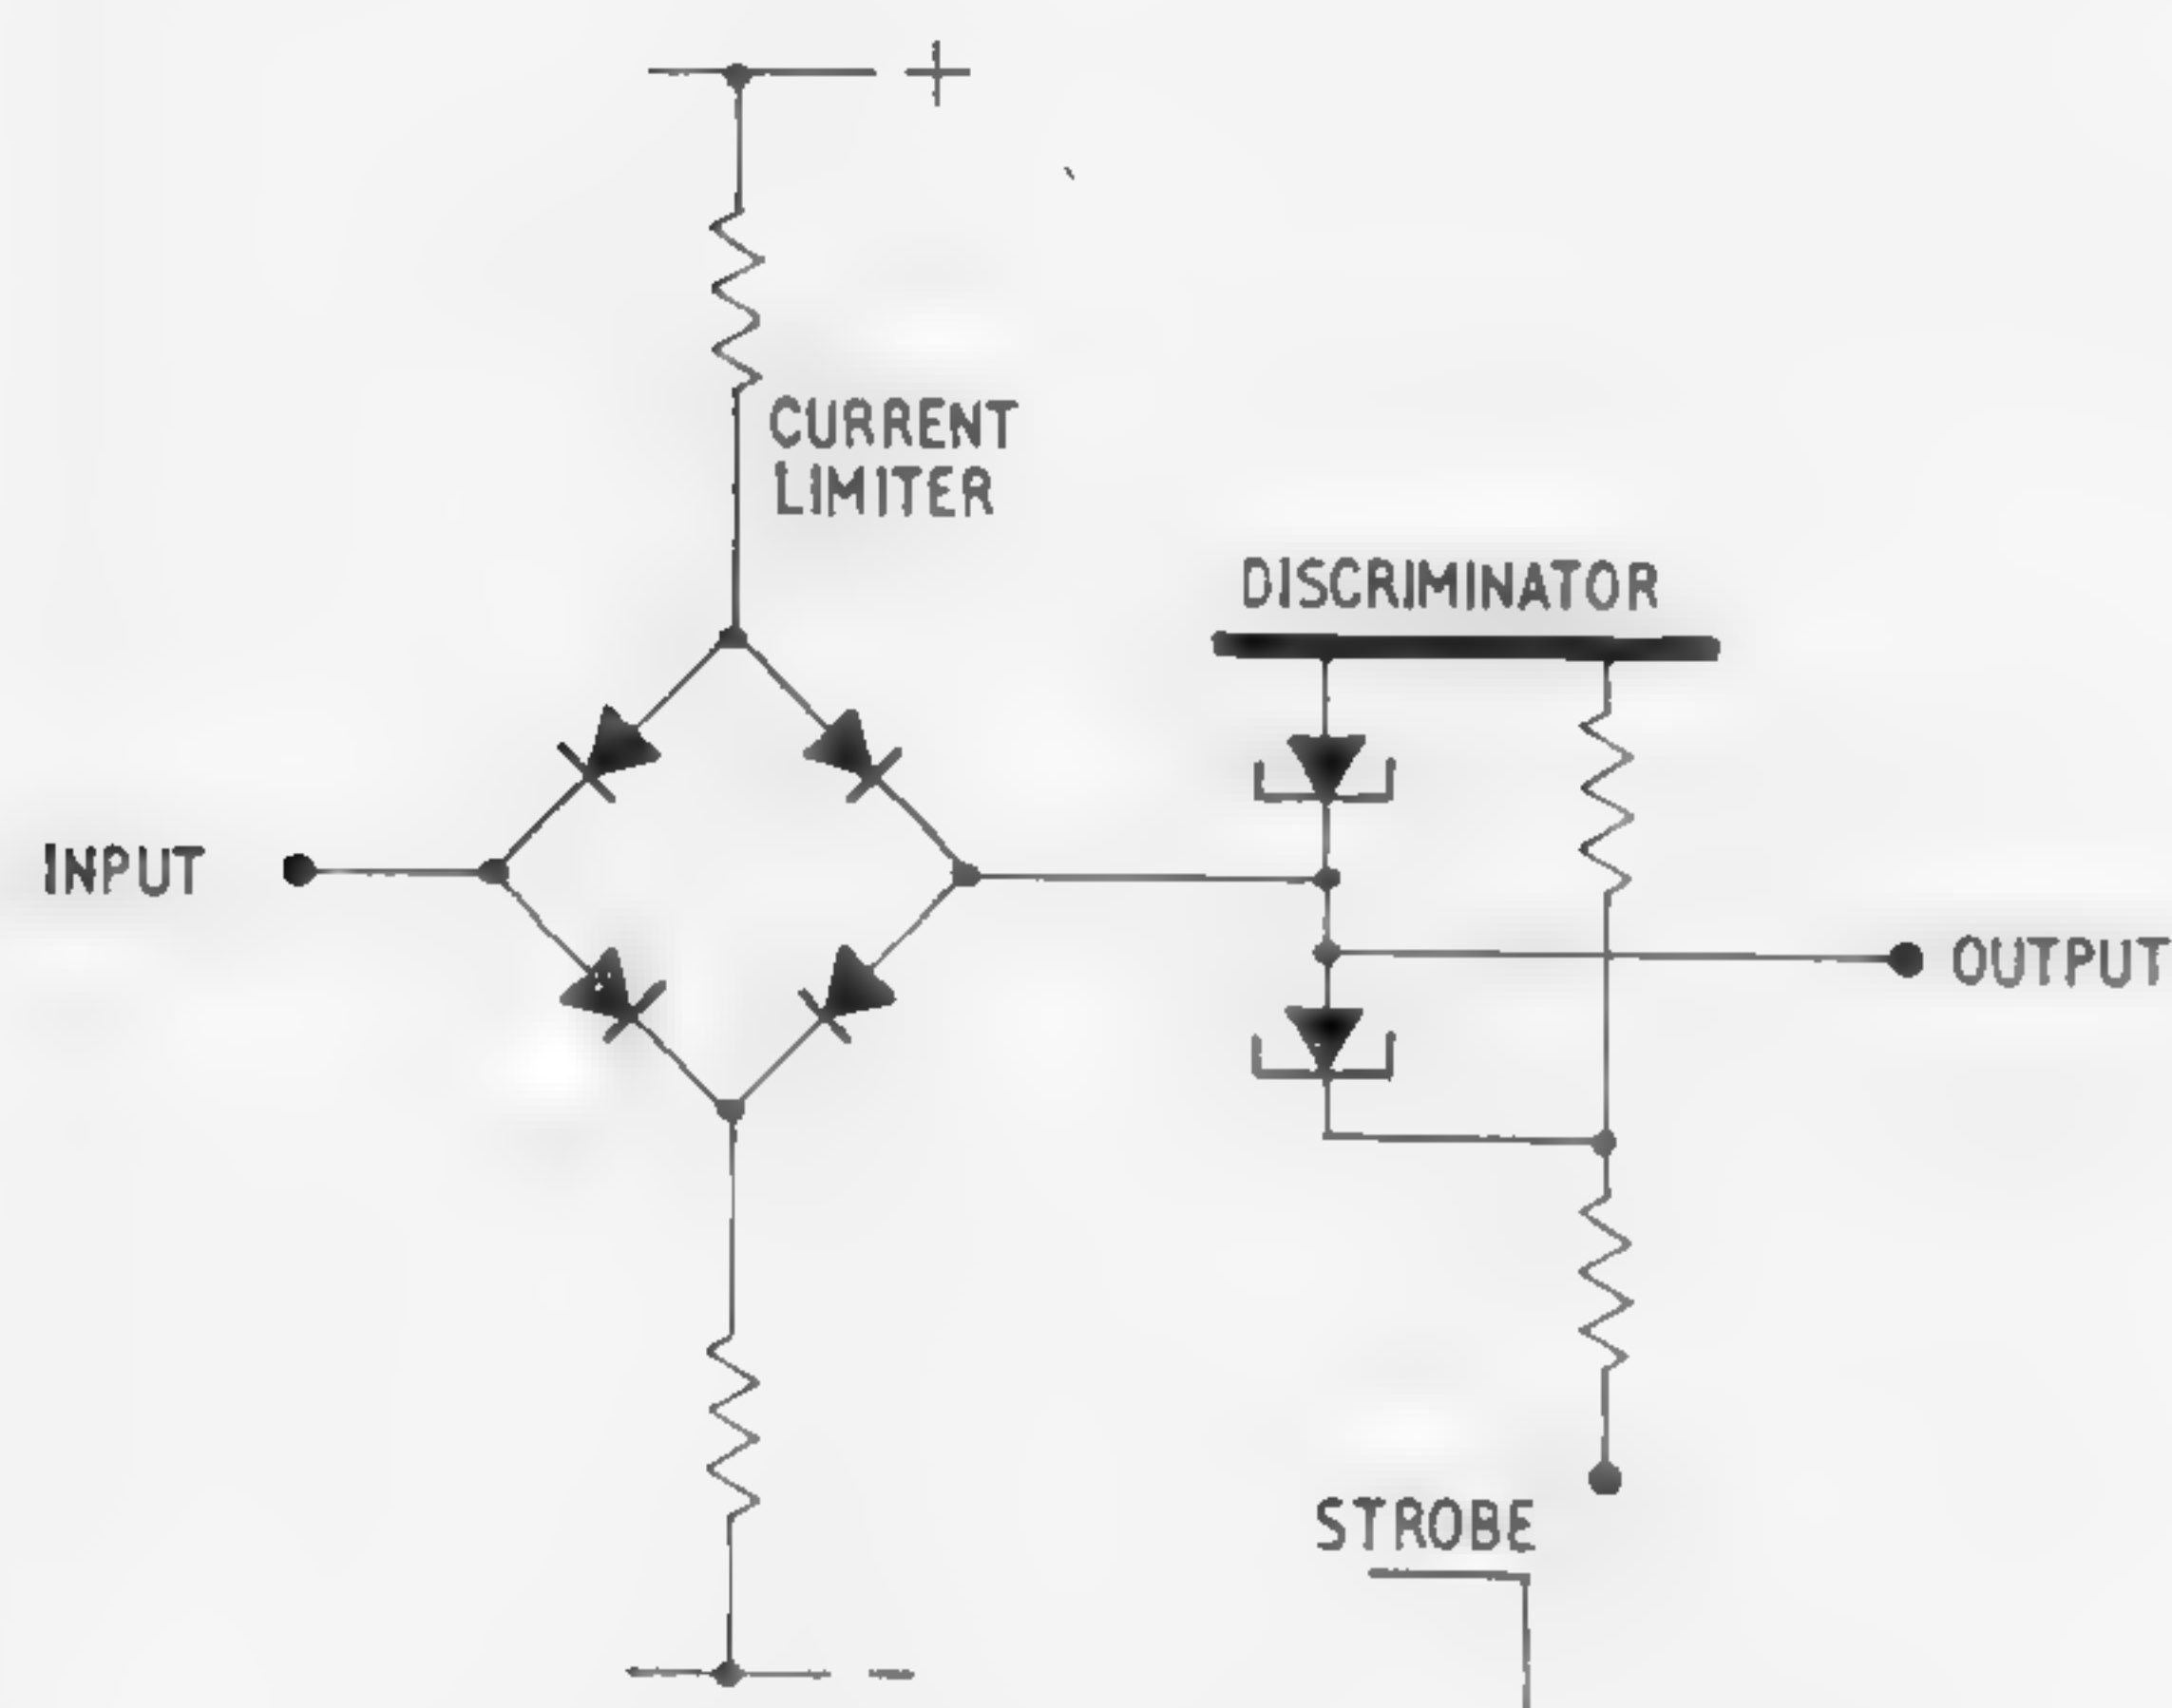 +
CURRENT
LIMITER
DISCRIMINATOR
INPUT
OUTPUT
STROBE
−